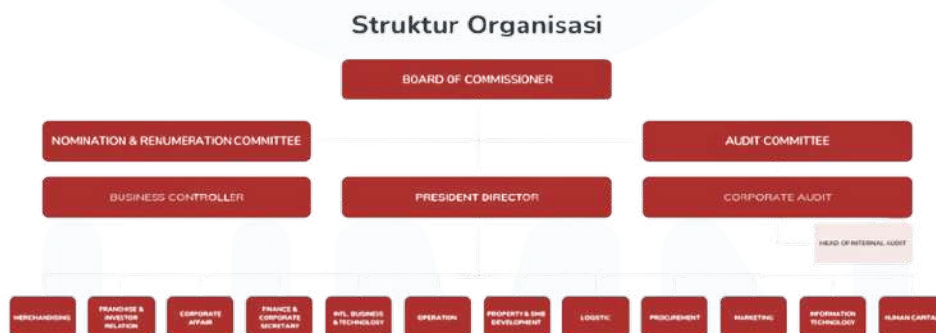 Struktur Organisasi
BOARD OF COMMISSIONER
NOMINATION & RENUMERATION COMMITTEE
AUDIT COMMITTEE
BUSINESS CONTROLLER
PRESIDENT DIRECTOR
CORPORATE AUDIT
HEAD OF INTERNAL AUDIT
MERCHANDISING
FRANCHISE &
INVESTOR
RELATION
CORPORATE
AFFAIR
FINANCE &
CORPORATE
SECRETARY
INTL. BUSINESS
& TECHNOLOGY
OPERATION
PROPERTY & SMB
DEVELOPMENT
LOGISTIC
PROCUREMENT
MARKETING
INFORMATION
TECHNOLOGY
HUMAN CAPITAL